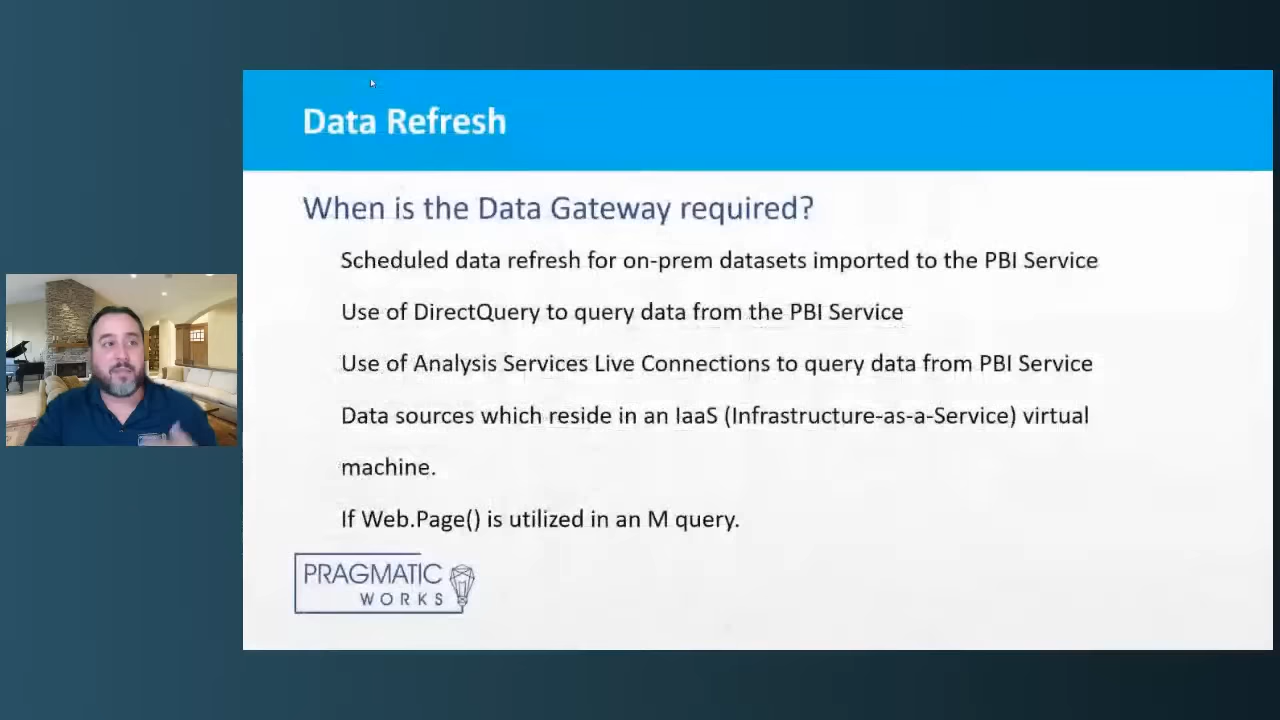 Data Refresh
When is the Data Gateway required?
Scheduled data refresh for on-prem datasets imported to the PBI Service
Use of DirectQuery to query data from the PBI Service
Use of Analysis Services Live Connections to query data from PBI Service
Data sources which reside in an IaaS (Infrastructure-as-a-Service) virtual
machine.
If Web.Page() is utilized in an M query.
PRAGMATIC
WORKS